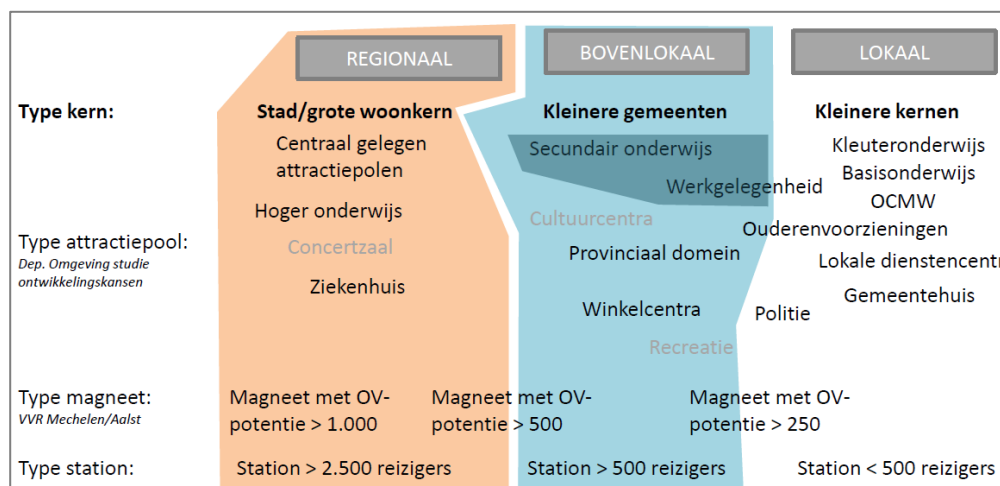 REGIONAAL BOVENLOKAAL LOKAAL
Type kern: Stad/grote woonkern Kleinere gemeenten Kleinere kernen
Centraal gelegen
attractiepolen
Secundair onderwijs
Kleuteronderwijs
Basisonderwijs
Werkgelegenheid
OCMW
Hoger onderwijs
Cultuurcentra
Ouderenvoorzieningen
Type attractiepool:
Dep. Omgeving studie
ontwikkelingskansen
Concertzaal
Provinciaal domein
Lokale dienstencentr
Ziekenhuis
Gemeentehuis
Winkelcentra
Politie
Recreatie
Type magneet:
VVR Mechelen/Aalst
Magneet met OV-
potentie > 1.000
Magneet met OV-
potentie > 500
Magneet met OV-
potentie > 250
Type station: Station > 2.500 reizigers Station > 500 reizigers Station < 500 reizigers